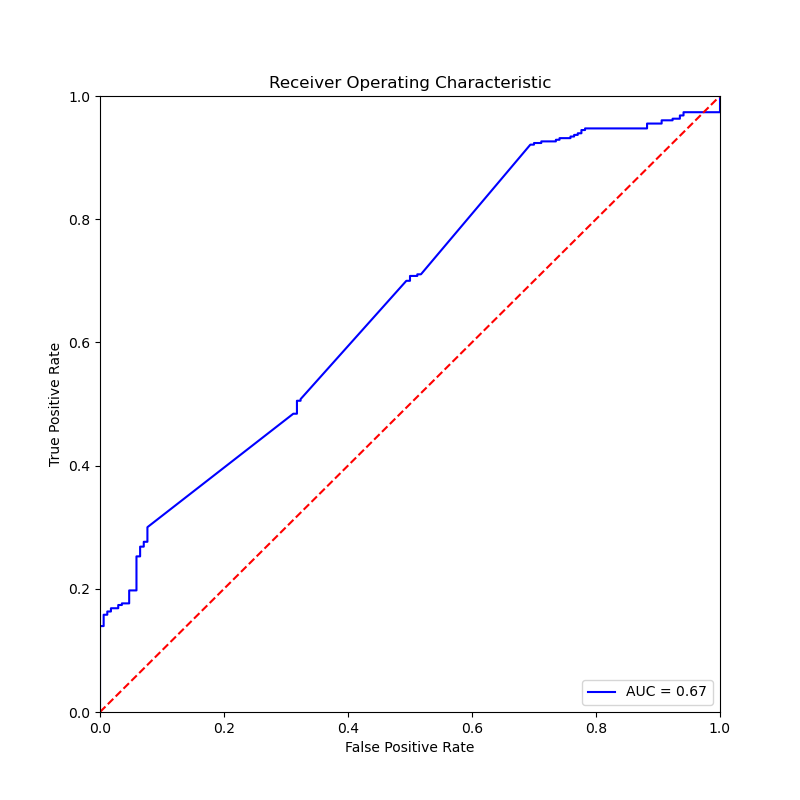 Receiver Operating Characteristic
True Positive Rate
1.0
0.8
0.6
0.4
0.2
0.0
AUC = 0.67
0.0 0.2 0.4 0.6 0.8 1.0
False Positive Rate